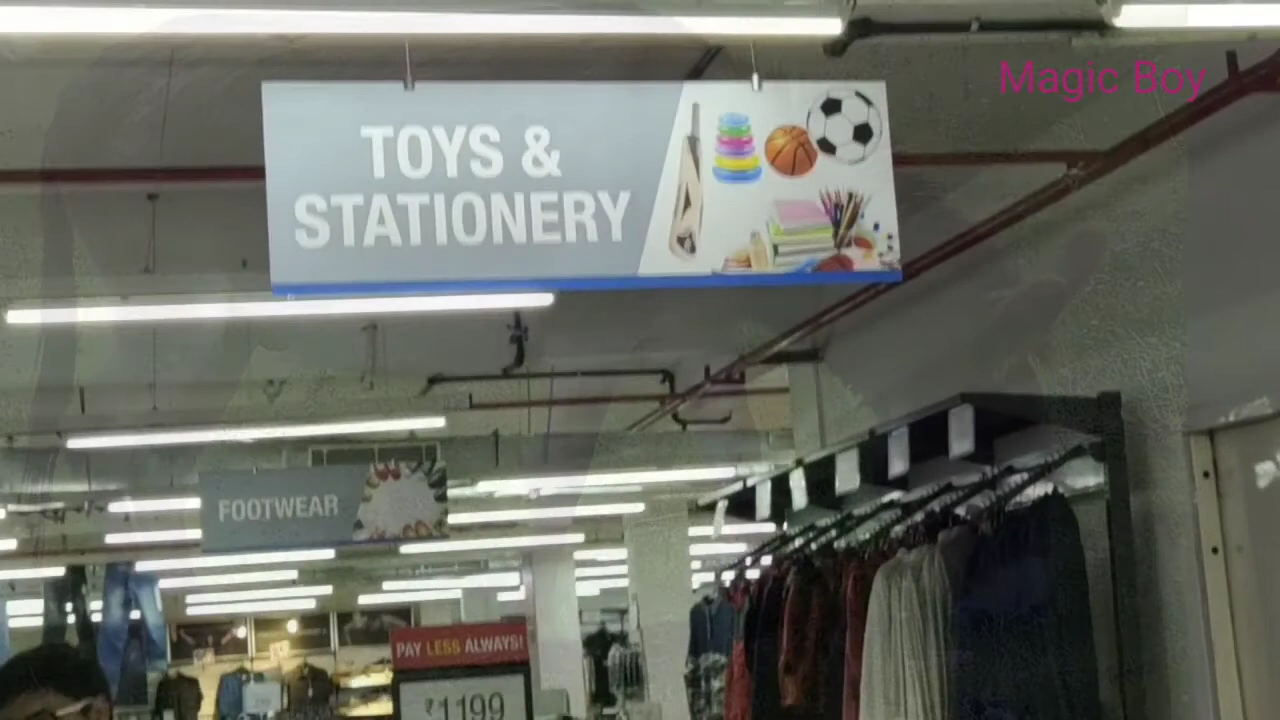 Magic Boy
TOYS &
STATIONERY
FOOTWEAR
PAY LESS ALWAYS!
₹1199